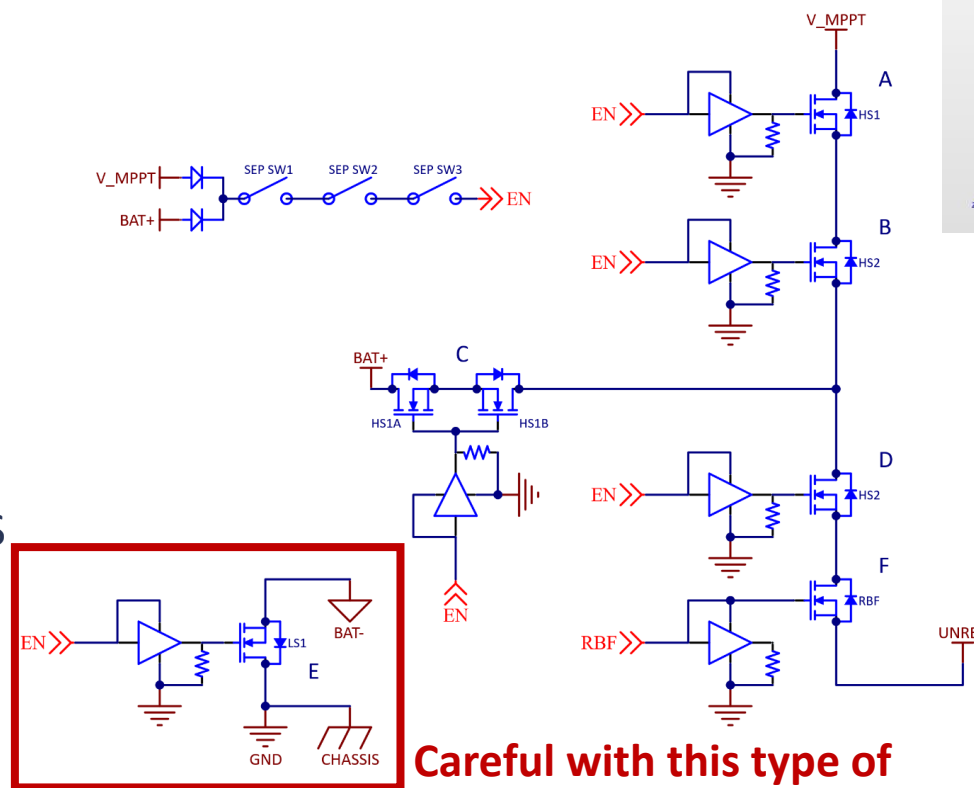 V_MPPT
A
EN
HS1
V_MPPT
SEP SW1
SEP SW2
SEP SW3
EN
BAT+
B
EN
HS2
BAT+
C
HS1A
HS1B
EN
D
EN
HS2
F
RBF
RBF
EN
LS1
BAT-
E
GND
CHASSIS
Careful with this type of